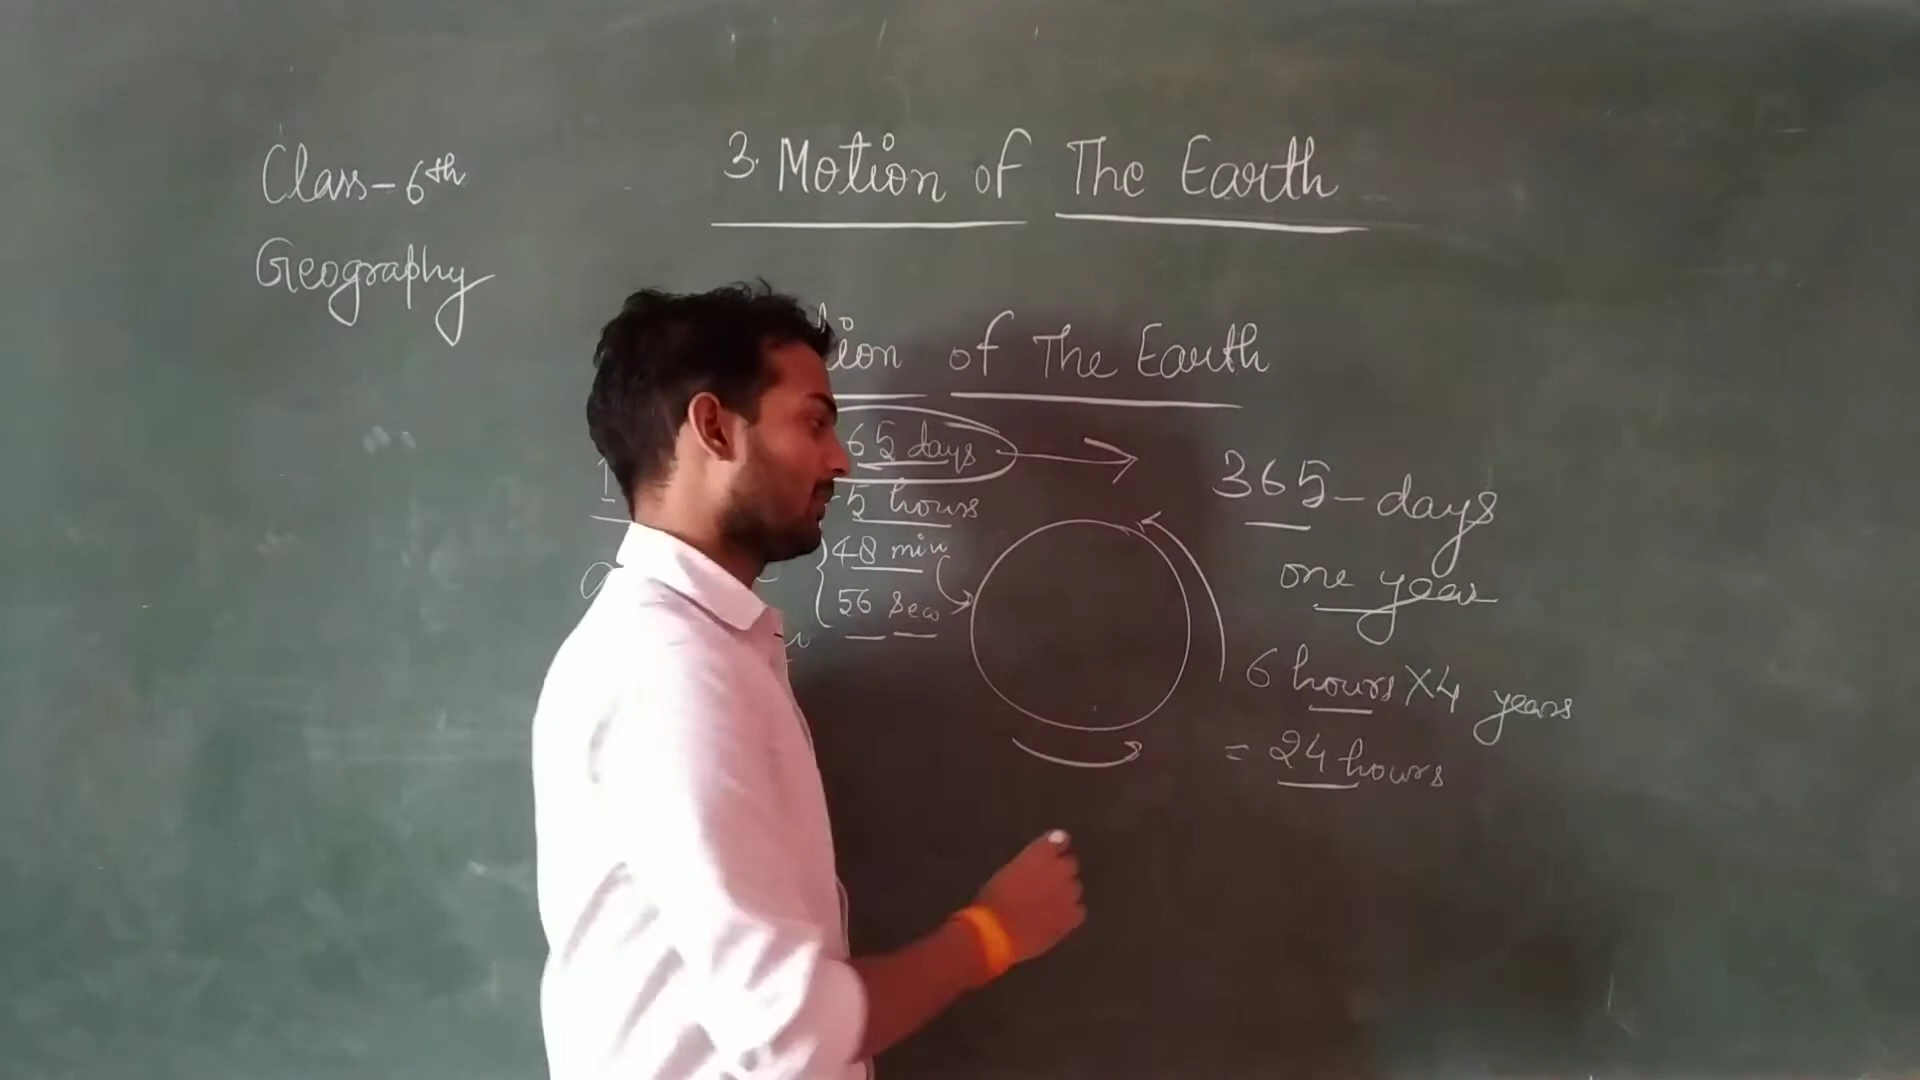 Class-6th
Geography
3. Motion of The Earth
of The Earth
65 days
5 hours
48 min
56 Sec
365-days
one year
6 hours X4 years
= 24 hours